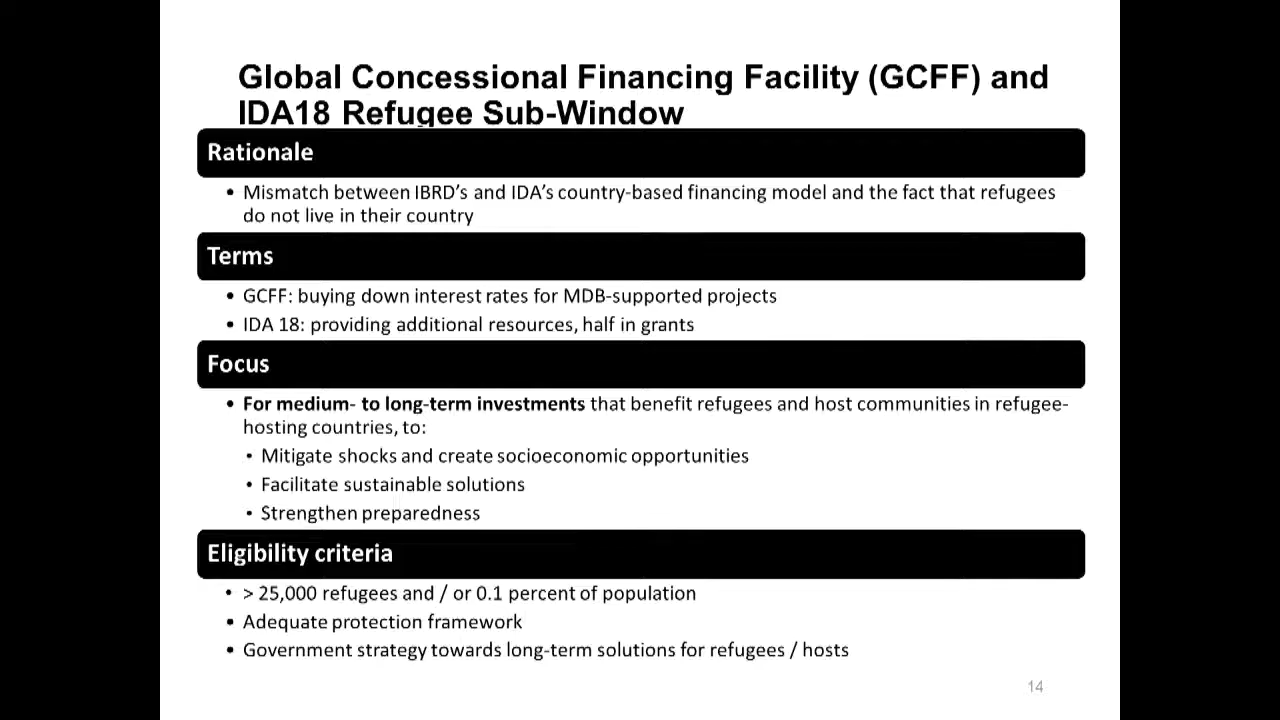 Global Concessional Financing Facility (GCFF) and
IDA18 Refugee Sub-Window
Rationale
• Mismatch between IBRD's and IDA's country-based financing model and the fact that refugees
do not live in their country
Terms
• GCFF: buying down interest rates for MDB-supported projects
• IDA 18: providing additional resources, half in grants
Focus
• For medium- to long-term investments that benefit refugees and host communities in refugee-
hosting countries, to:
• Mitigate shocks and create socioeconomic opportunities
• Facilitate sustainable solutions
• Strengthen preparedness
Eligibility criteria
• > 25,000 refugees and / or 0.1 percent of population
• Adequate protection framework
• Government strategy towards long-term solutions for refugees / hosts
14